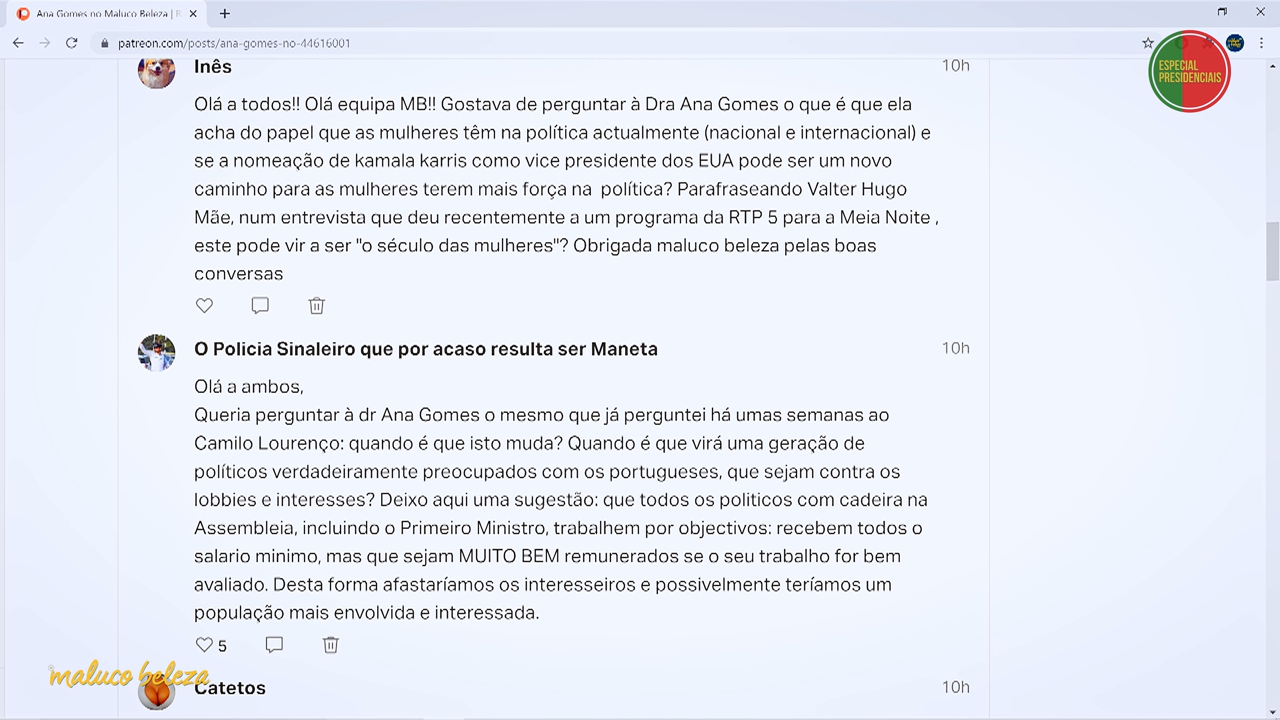 Ana Gomes no Maluco Beleza |
patreon.com/posts/ana-gomes-no-44616001
ESPECIAL
PRESIDENCIAIS
Inês 10h
Olá a todos!! Olá equipa MB!! Gostava de perguntar à Dra Ana Gomes o que é que ela
acha do papel que as mulheres têm na política actualmente (nacional e internacional) e
se a nomeação de kamala karris como vice presidente dos EUA pode ser um novo
caminho para as mulheres terem mais força na  política? Parafraseando Valter Hugo
Mãe, num entrevista que deu recentemente a um programa da RTP 5 para a Meia Noite ,
este pode vir a ser "o século das mulheres"? Obrigada maluco beleza pelas boas
conversas
O Policia Sinaleiro que por acaso resulta ser Maneta 10h
Olá a ambos,
Queria perguntar à dr Ana Gomes o mesmo que já perguntei há umas semanas ao
Camilo Lourenço: quando é que isto muda? Quando é que virá uma geração de
políticos verdadeiramente preocupados com os portugueses, que sejam contra os
lobbies e interesses? Deixo aqui uma sugestão: que todos os politicos com cadeira na
Assembleia, incluindo o Primeiro Ministro, trabalhem por objectivos: recebem todos o
salario minimo, mas que sejam MUITO BEM remunerados se o seu trabalho for bem
avaliado. Desta forma afastaríamos os interesseiros e possivelmente teríamos um
população mais envolvida e interessada.
5
maluco beleza
Catetos 10h